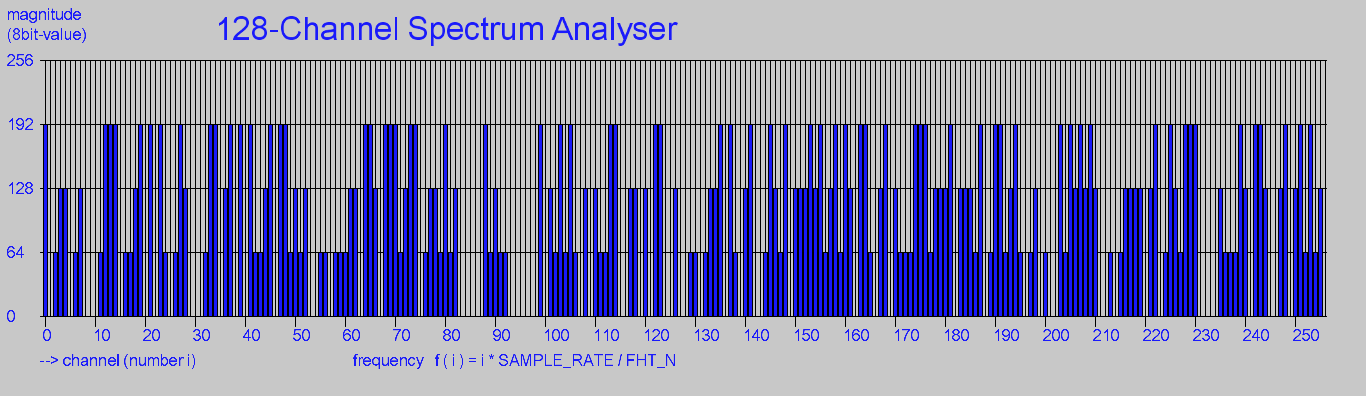 magnitude
(8bit-value)
128-Channel Spectrum Analyser
256
192
128
64
0
0 10 20 30 40 50 60 70 80 90 100 110 120 130 140 150 160 170 180 190 200 210 220 230 240 250
--> channel (number i)
frequency f ( i ) = i * SAMPLE_RATE / FHT_N